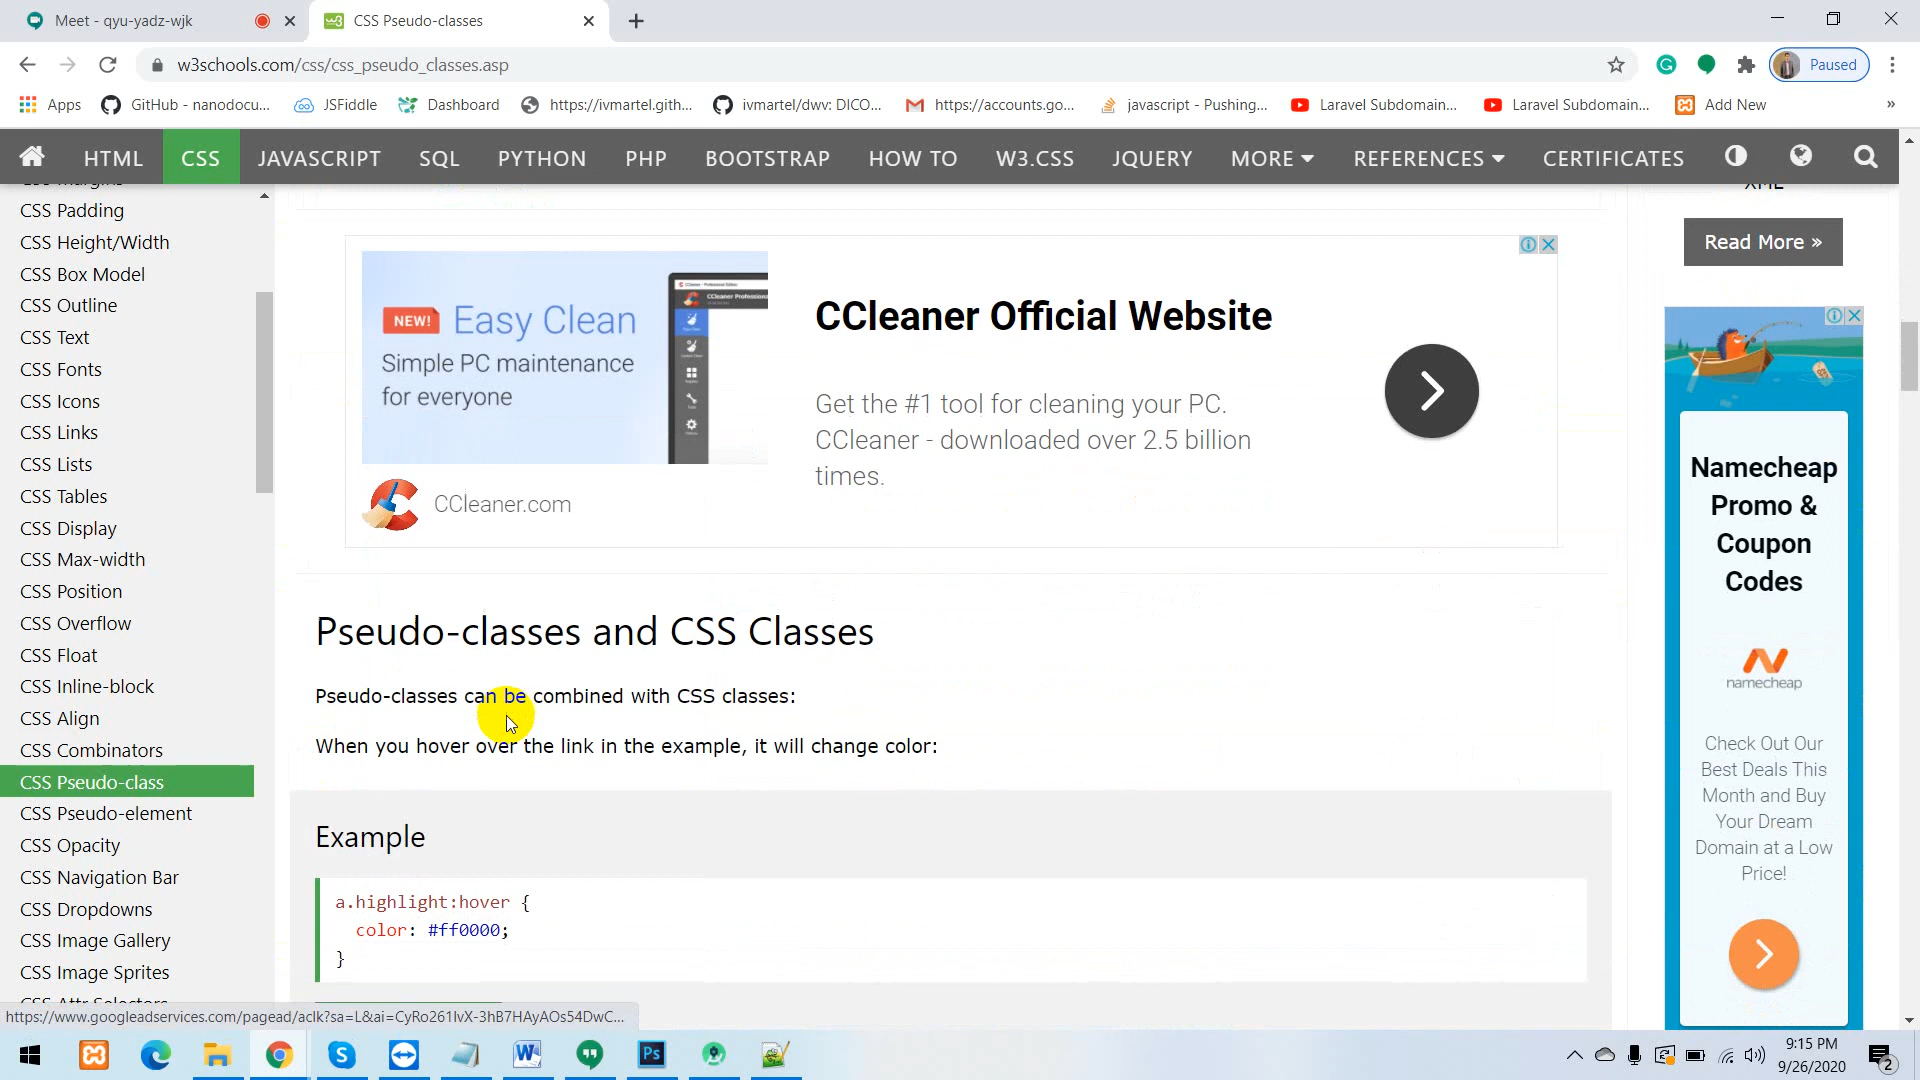 Meet - qyu-yadz-wjk
CSS Pseudo-classes
w3schools.com/css/css_pseudo_classes.asp
Paused
Apps
GitHub - nanodocu...
JSFiddle
Dashboard
https://ivmartel.gith...
ivmartel/dwv: DICO...
https://accounts.go...
javascript - Pushing...
Laravel Subdomain...
Laravel Subdomain...
Add New
»
HTML
CSS
JAVASCRIPT
SQL
PYTHON
PHP
BOOTSTRAP
HOW TO
W3.CSS
JQUERY
MORE
REFERENCES
CERTIFICATES
CSS Margins
CSS Padding
CSS Height/Width
CSS Box Model
CSS Outline
CSS Text
CSS Fonts
CSS Icons
CSS Links
CSS Lists
CSS Tables
CSS Display
CSS Max-width
CSS Position
CSS Overflow
CSS Float
CSS Inline-block
CSS Align
CSS Combinators
CSS Pseudo-class
CSS Pseudo-element
CSS Opacity
CSS Navigation Bar
CSS Dropdowns
CSS Image Gallery
CSS Image Sprites
CSS Attr Selectors
NEW! Easy Clean
Simple PC maintenance
for everyone
CCleaner.com
CCleaner Official Website
Get the #1 tool for cleaning your PC.
CCleaner - downloaded over 2.5 billion
times.
Pseudo-classes and CSS Classes
Pseudo-classes can be combined with CSS classes:
When you hover over the link in the example, it will change color:
Example
a.highlight:hover {
color: #ff0000;
}
XML
Read More »
Namecheap
Promo &
Coupon
Codes
namecheap
Check Out Our
Best Deals This
Month and Buy
Your Dream
Domain at a Low
Price!
https://www.googleadservices.com/pagead/aclk?sa=L&ai=CyRo261IvX-3hB7HAyAOs54DwC...
9:15 PM
9/26/2020
2